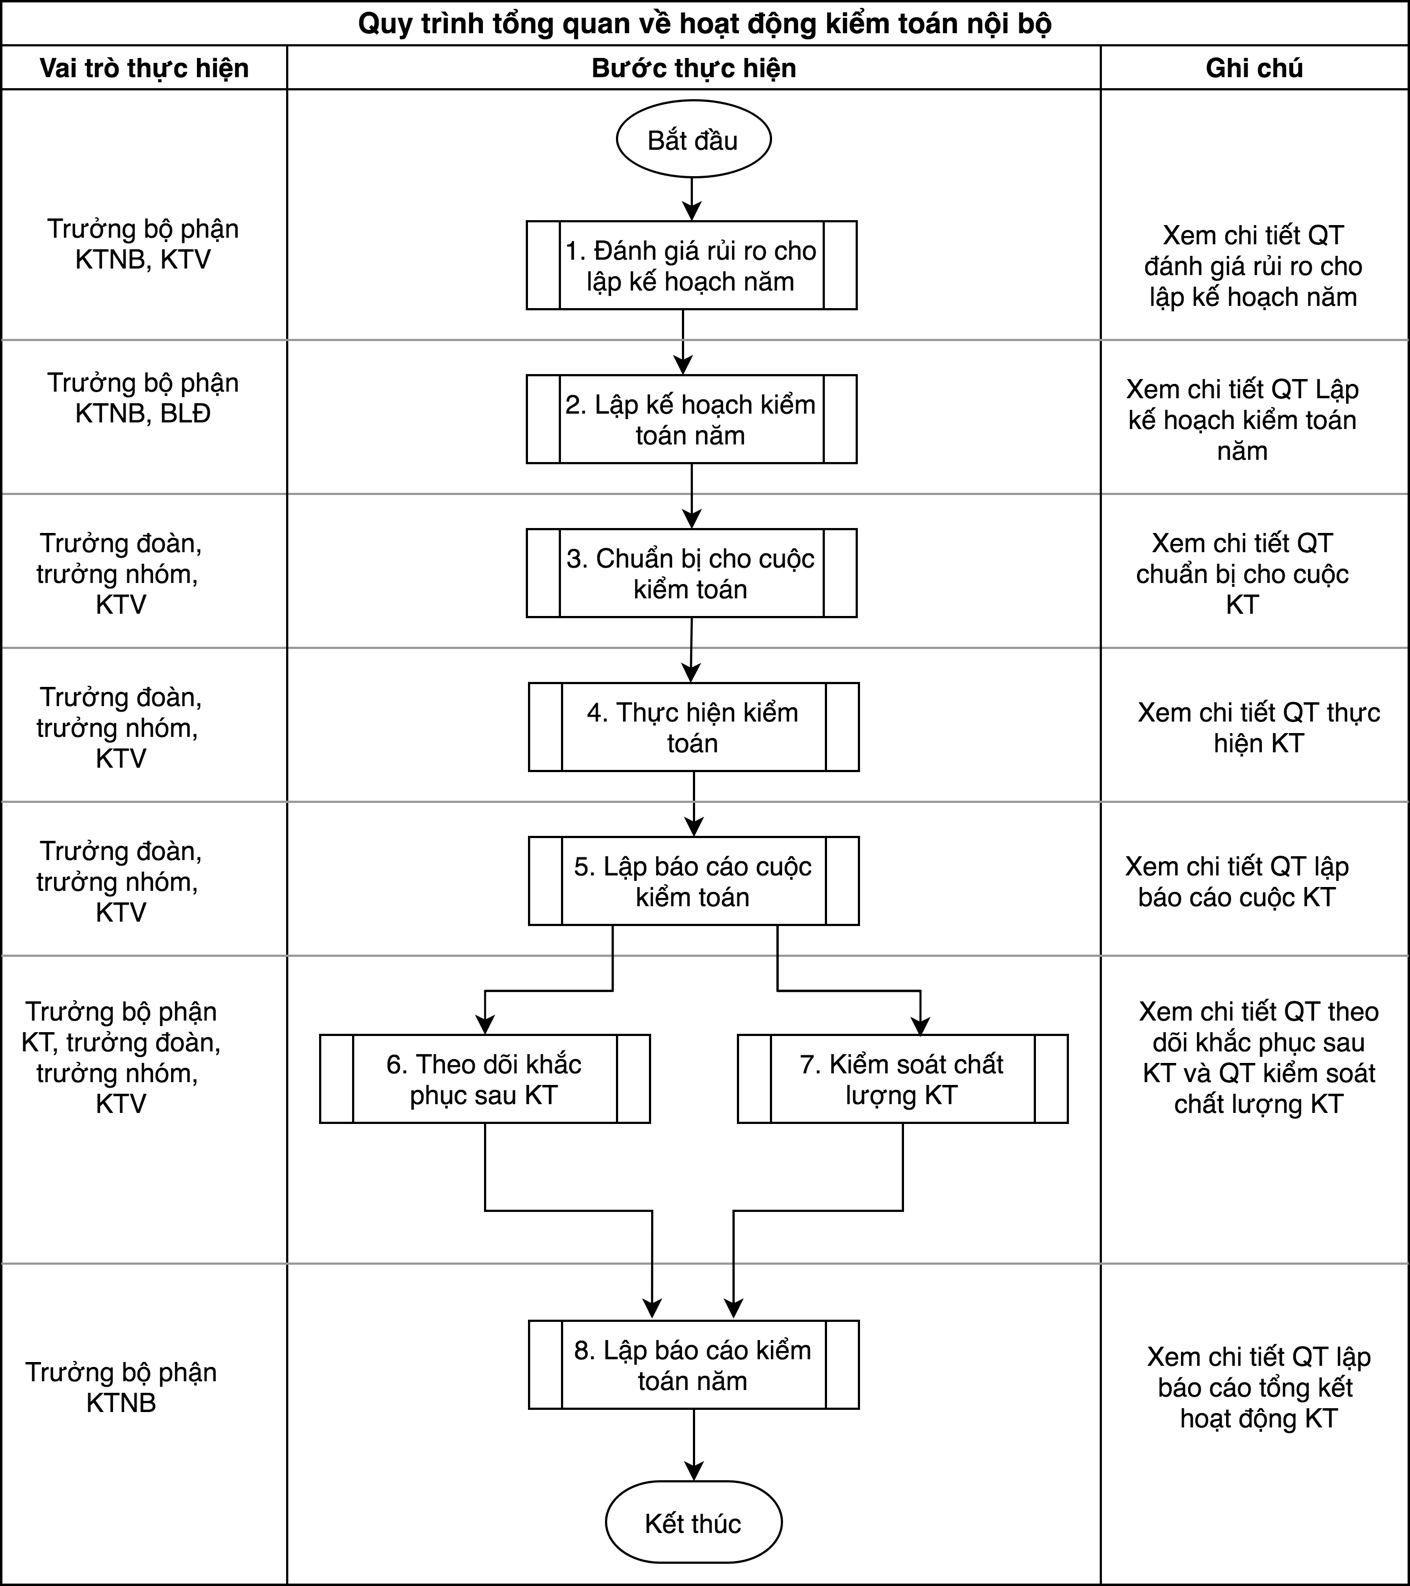 Quy trình tổng quan về hoạt động kiểm toán nội bộ
Vai trò thực hiện
Bước thực hiện
Ghi chú
Bắt đầu
Trưởng bộ phận
KTNB, KTV
1. Đánh giá rủi ro cho
lập kế hoạch năm
Xem chi tiết QT
đánh giá rủi ro cho
lập kế hoạch năm
Trưởng bộ phận
KTNB, BLĐ
2. Lập kế hoạch kiểm
toán năm
Xem chi tiết QT Lập
kế hoạch kiểm toán
năm
Trưởng đoàn,
trưởng nhóm,
KTV
3. Chuẩn bị cho cuộc
kiểm toán
Xem chi tiết QT
chuẩn bị cho cuộc
KT
Trưởng đoàn,
trưởng nhóm,
KTV
4. Thực hiện kiểm
toán
Xem chi tiết QT thực
hiện KT
Trưởng đoàn,
trưởng nhóm,
KTV
5. Lập báo cáo cuộc
kiểm toán
Xem chi tiết QT lập
báo cáo cuộc KT
Trưởng bộ phận
KT, trưởng đoàn,
trưởng nhóm,
KTV
6. Theo dõi khắc
phục sau KT
7. Kiểm soát chất
lượng KT
Xem chi tiết QT theo
dõi khắc phục sau
KT và QT kiểm soát
chất lượng KT
Trưởng bộ phận
KTNB
8. Lập báo cáo kiểm
toán năm
Xem chi tiết QT lập
báo cáo tổng kết
hoạt động KT
Kết thúc